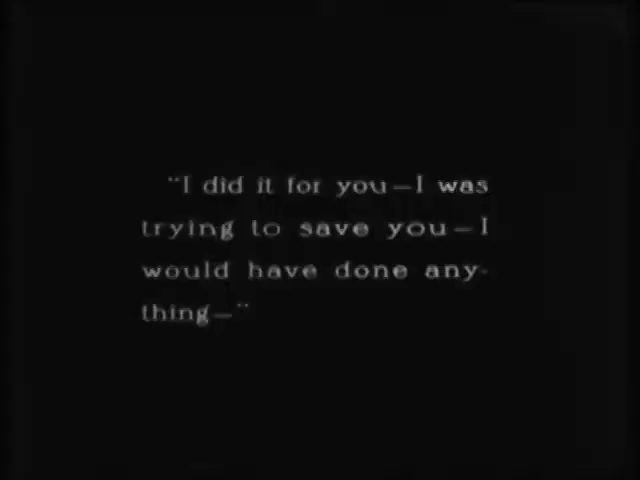 "I did it for you—I was
trying to save you—I
would have done any-
thing—"